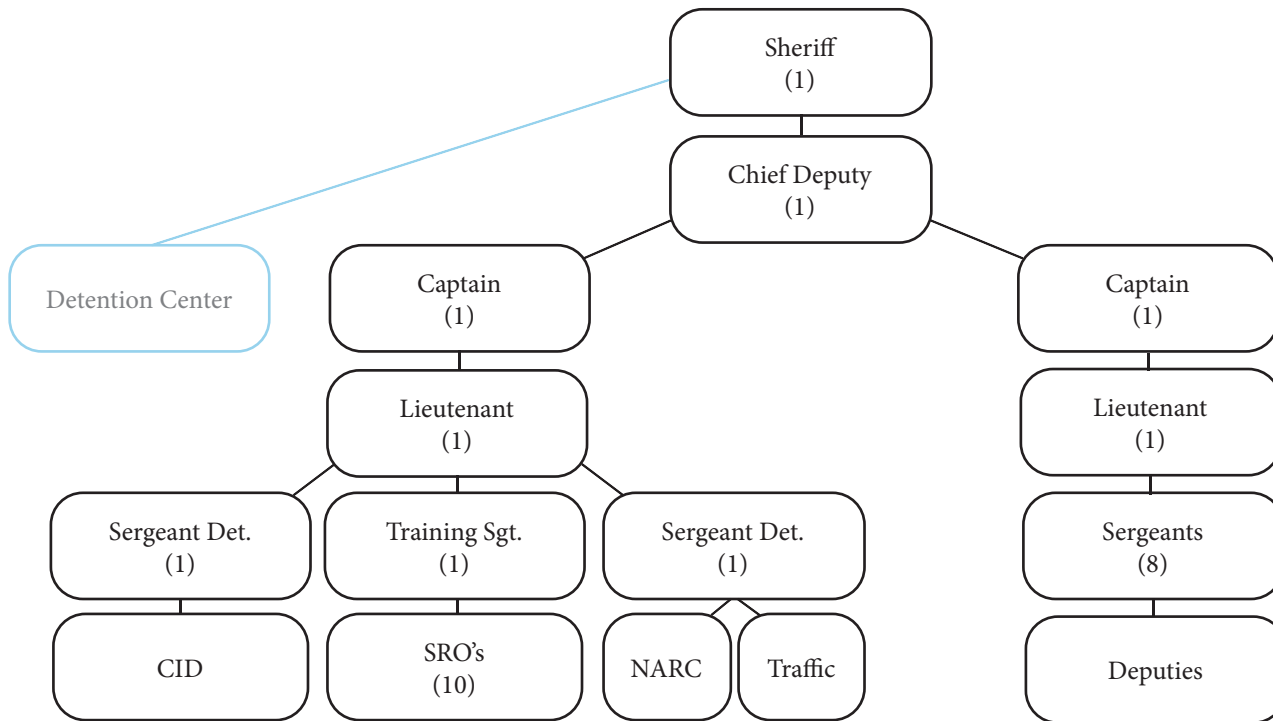 Sheriff
(1)
Chief Deputy
(1)
Detention Center
Captain
(1)
Captain
(1)
Lieutenant
(1)
Lieutenant
(1)
Sergeant Det.
(1)
Training Sgt.
(1)
Sergeant Det.
(1)
Sergeants
(8)
CID
SRO’s
(10)
NARC
Traffic
Deputies